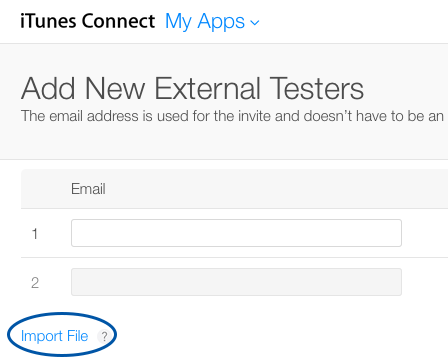 iTunes Connect My Apps
Add New External Testers
The email address is used for the invite and doesn't have to be an
Email
1
2
Import File ?